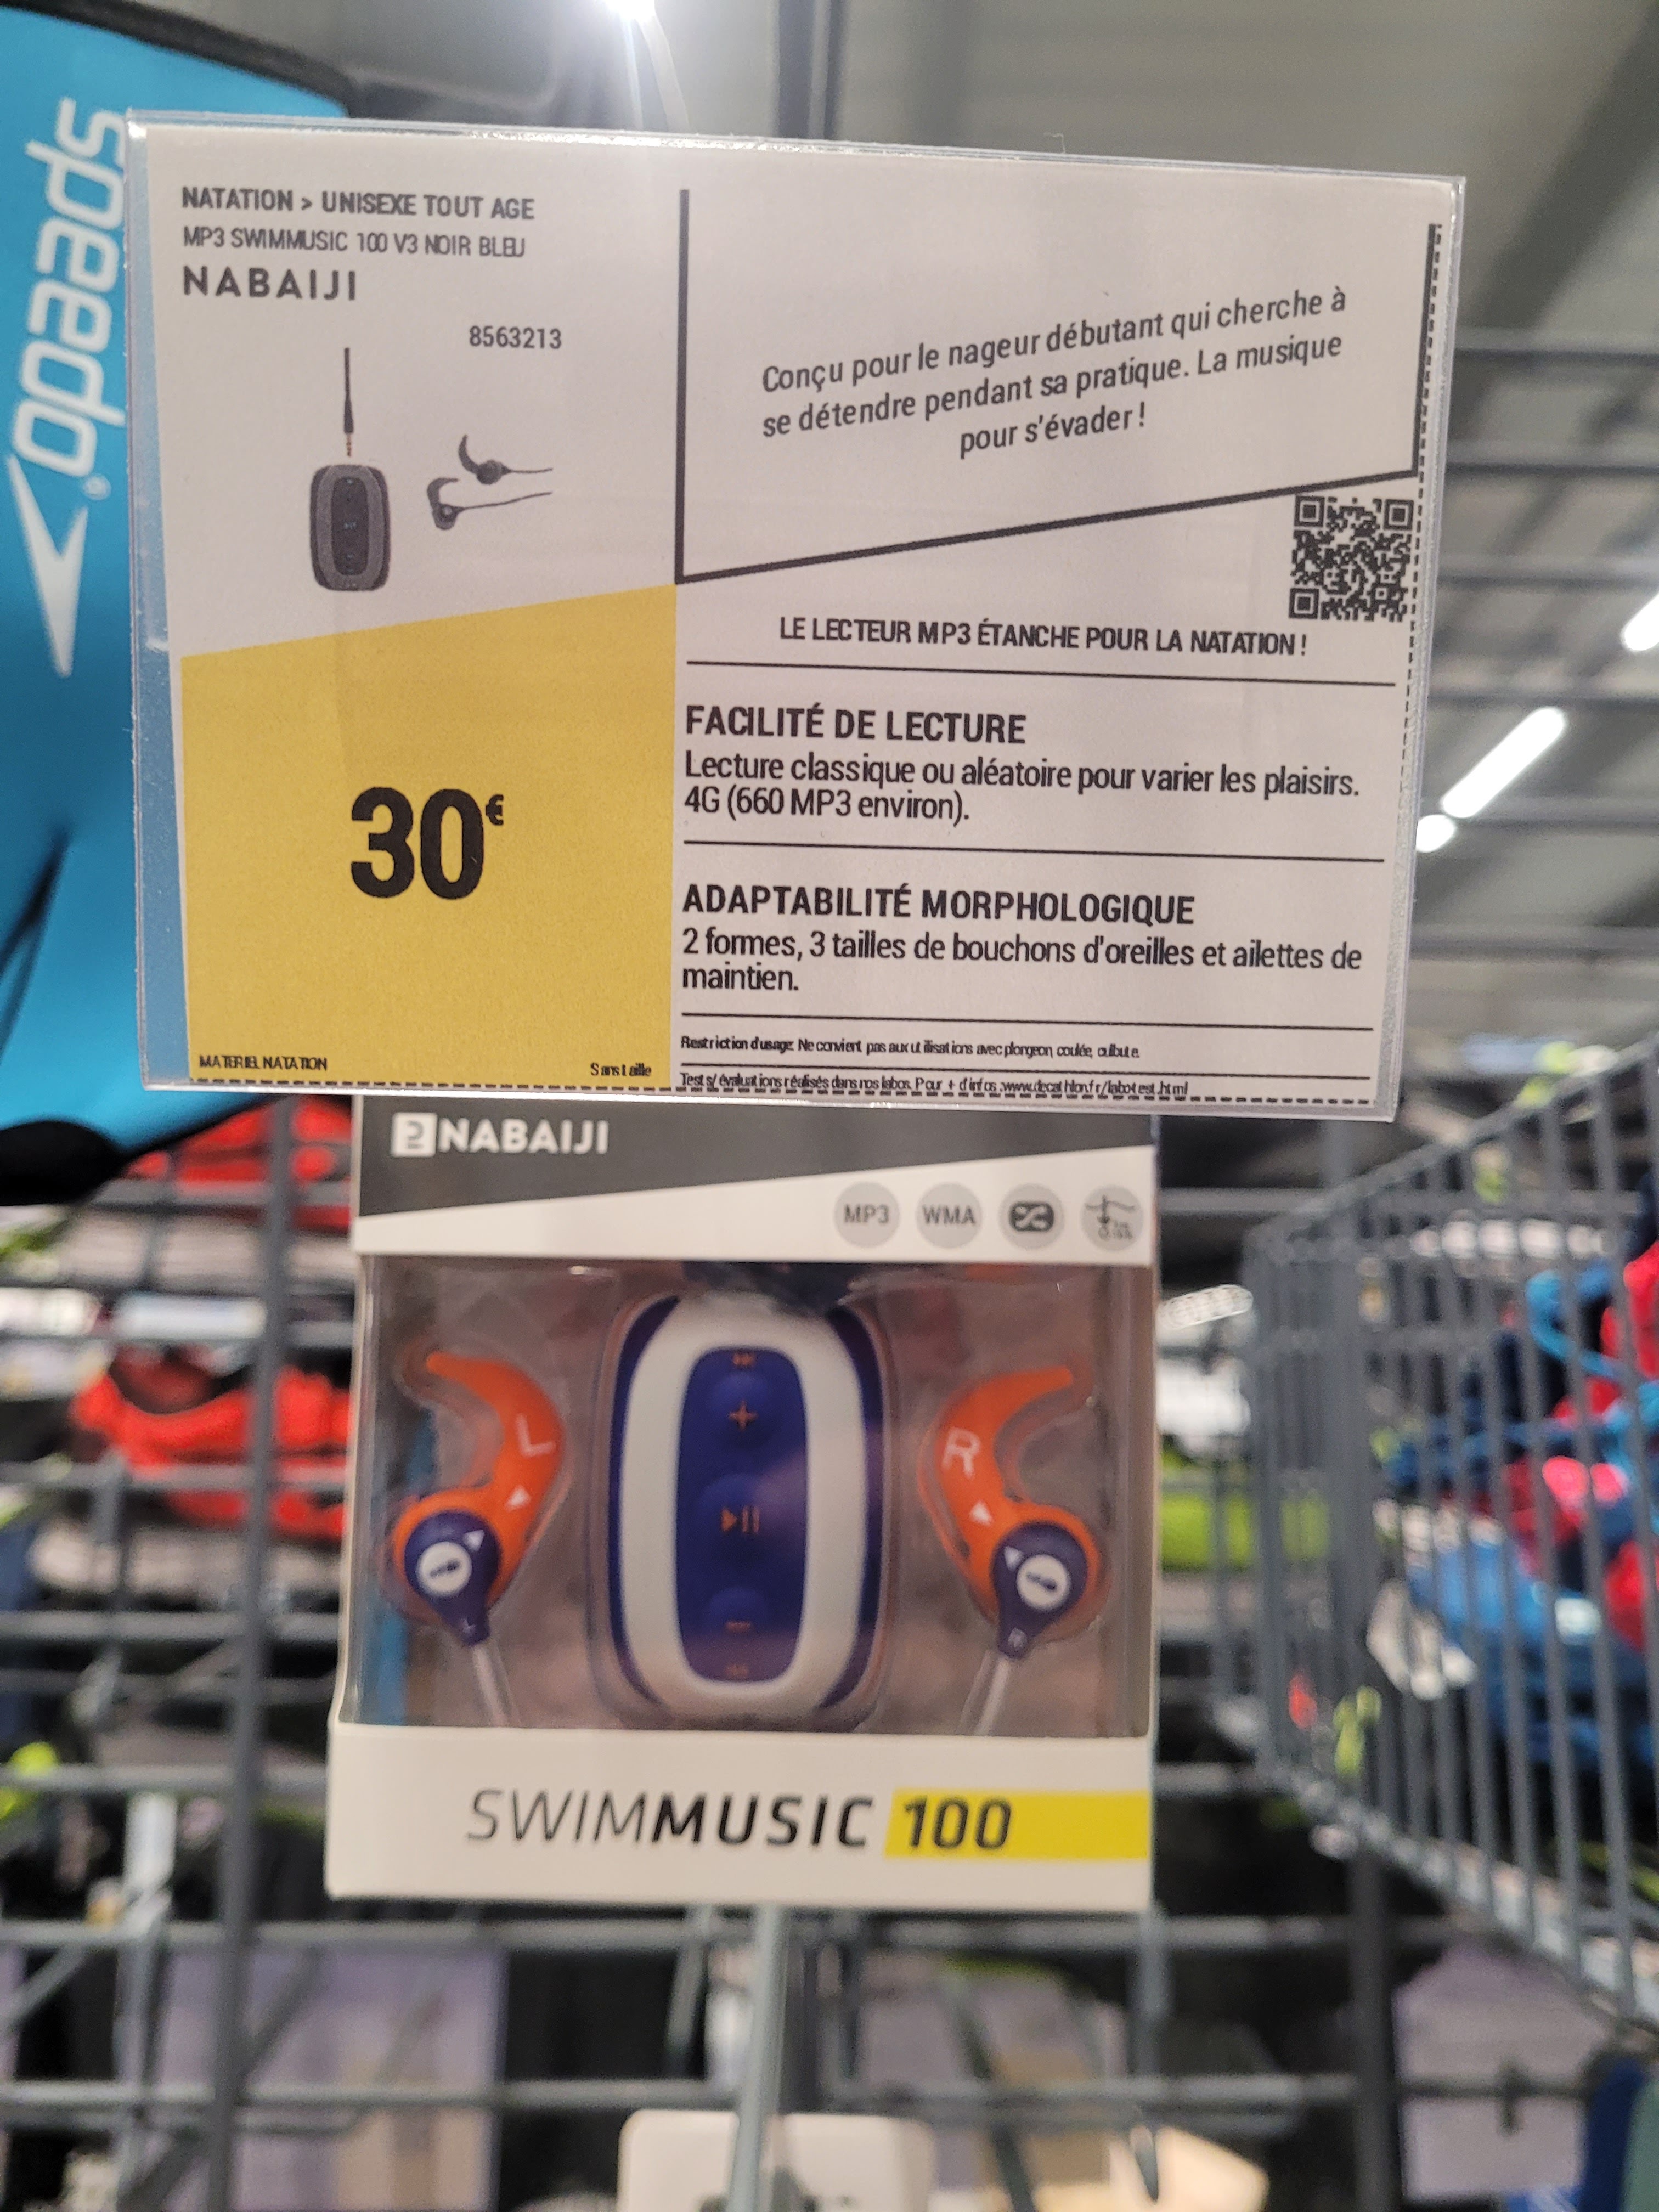 speedo
NATATION > UNISEXE TOUT AGE
MP3 SWIMMUSIC 100 V3 NOIR BLEU
NABAIJI
8563213
Conçu pour le nageur débutant qui cherche à
se détendre pendant sa pratique. La musique
pour s'évader !
LE LECTEUR MP3 ÉTANCHE POUR LA NATATION !
FACILITÉ DE LECTURE
Lecture classique ou aléatoire pour varier les plaisirs.
4G (660 MP3 environ).
30€
ADAPTABILITÉ MORPHOLOGIQUE
2 formes, 3 tailles de bouchons d'oreilles et ailettes de
maintien.
Restriction d'usage: Ne convient pas aux utilisations avec plongeon, coulée, culbute.
MATERIEL NATATION
Sans taille
Tests/évaluations réalisés dans nos labos. Pour + d'infos :www.decathlon.fr/labotest.html
NABAIJI
MP3
WMA
L
R
L
R
SWIMMUSIC 100